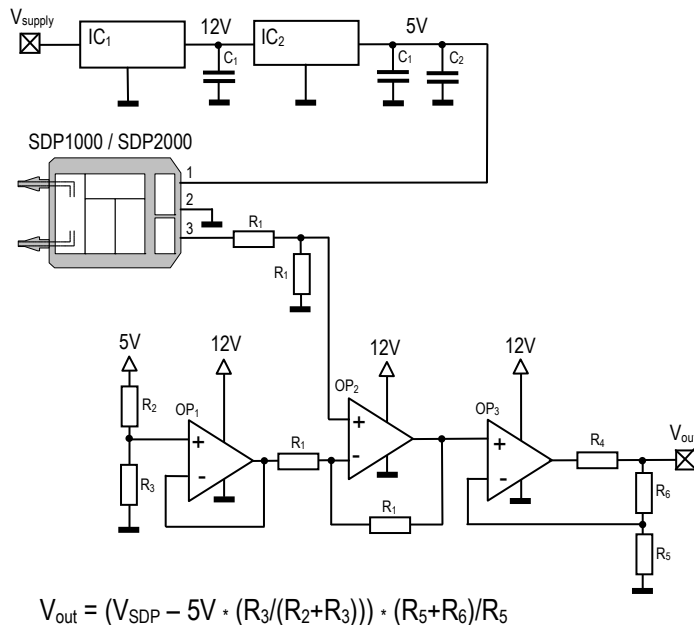 Vsupply
IC₁
12V
IC₂
5V
C₁
C₁
C₂
SDP1000 / SDP2000
1
2
3
R₁
R₁
5V
12V
12V
12V
R₂
OP₁
OP₂
OP₃
R₁
R₃
R₁
R₄
Vout
R₆
R₅
+
-
+
-
+
-
Vout = (VSDP – 5V * (R₃/(R₂+R₃))) * (R₅+R₆)/R₅